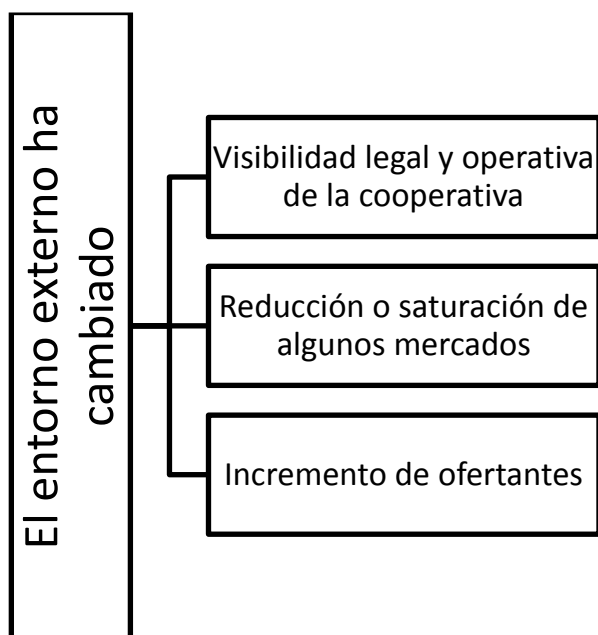 El entorno externo ha
cambiado
Visibilidad legal y operativa
de la cooperativa
Reducción o saturación de
algunos mercados
Incremento de ofertantes